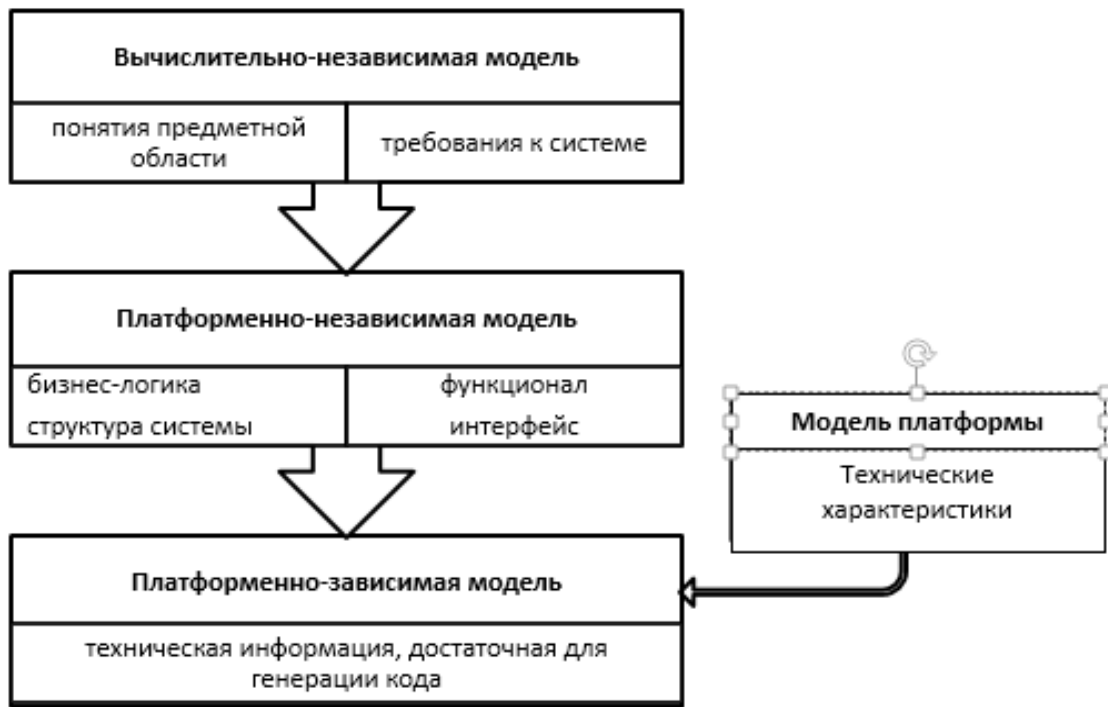 Вычислительно-независимая модель
понятия предметной
области
требования к системе
Платформенно-независимая модель
бизнес-логика
структура системы
функционал
интерфейс
Модель платформы
Технические
характеристики
Платформенно-зависимая модель
техническая информация, достаточная для
генерации кода